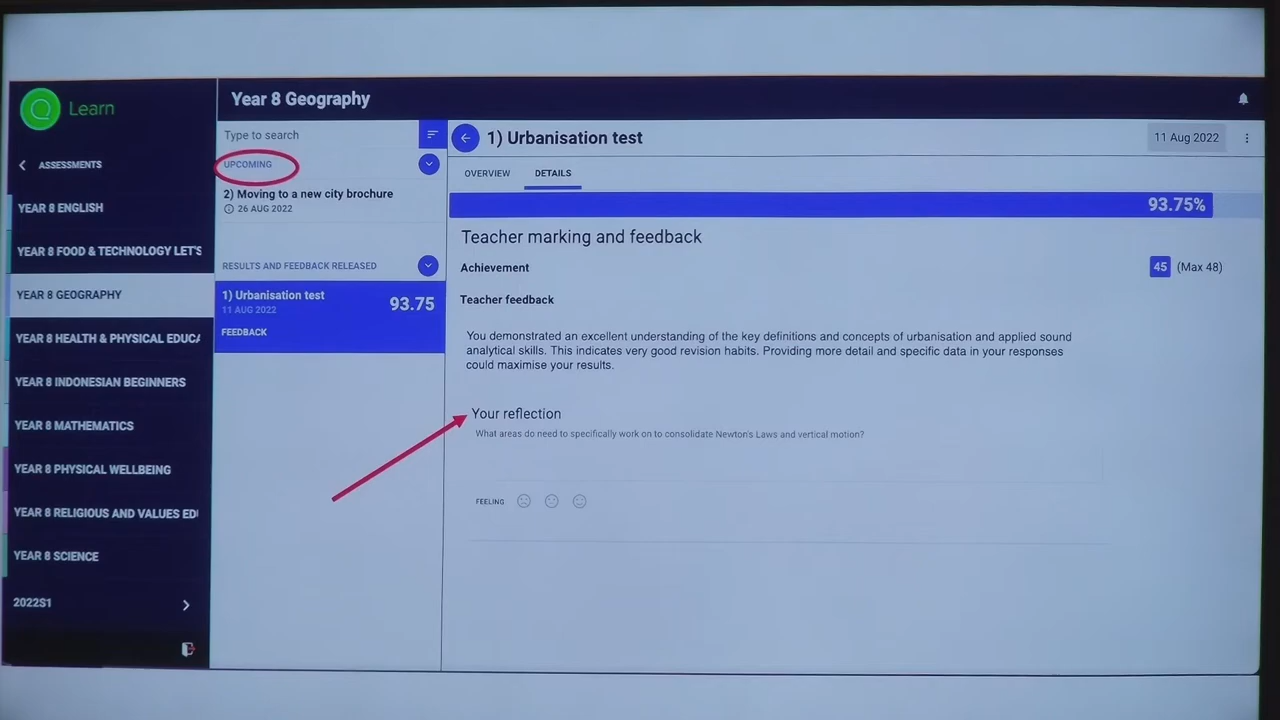 Learn
ASSESSMENTS
YEAR 8 ENGLISH
YEAR 8 FOOD & TECHNOLOGY LET'S
YEAR 8 GEOGRAPHY
YEAR 8 HEALTH & PHYSICAL EDUCA
YEAR 8 INDONESIAN BEGINNERS
YEAR 8 MATHEMATICS
YEAR 8 PHYSICAL WELLBEING
YEAR 8 RELIGIOUS AND VALUES EDU
YEAR 8 SCIENCE
2022S1
Year 8 Geography
Type to search
UPCOMING
2) Moving to a new city brochure
26 AUG 2022
RESULTS AND FEEDBACK RELEASED
1) Urbanisation test
93.75
11 AUG 2022
FEEDBACK
1) Urbanisation test
11 Aug 2022
OVERVIEW DETAILS
93.75%
Teacher marking and feedback
Achievement
45 (Max 48)
Teacher feedback
You demonstrated an excellent understanding of the key definitions and concepts of urbanisation and applied sound
analytical skills. This indicates very good revision habits. Providing more detail and specific data in your responses
could maximise your results.
Your reflection
What areas do need to specifically work on to consolidate Newton's Laws and vertical motion?
FEELING